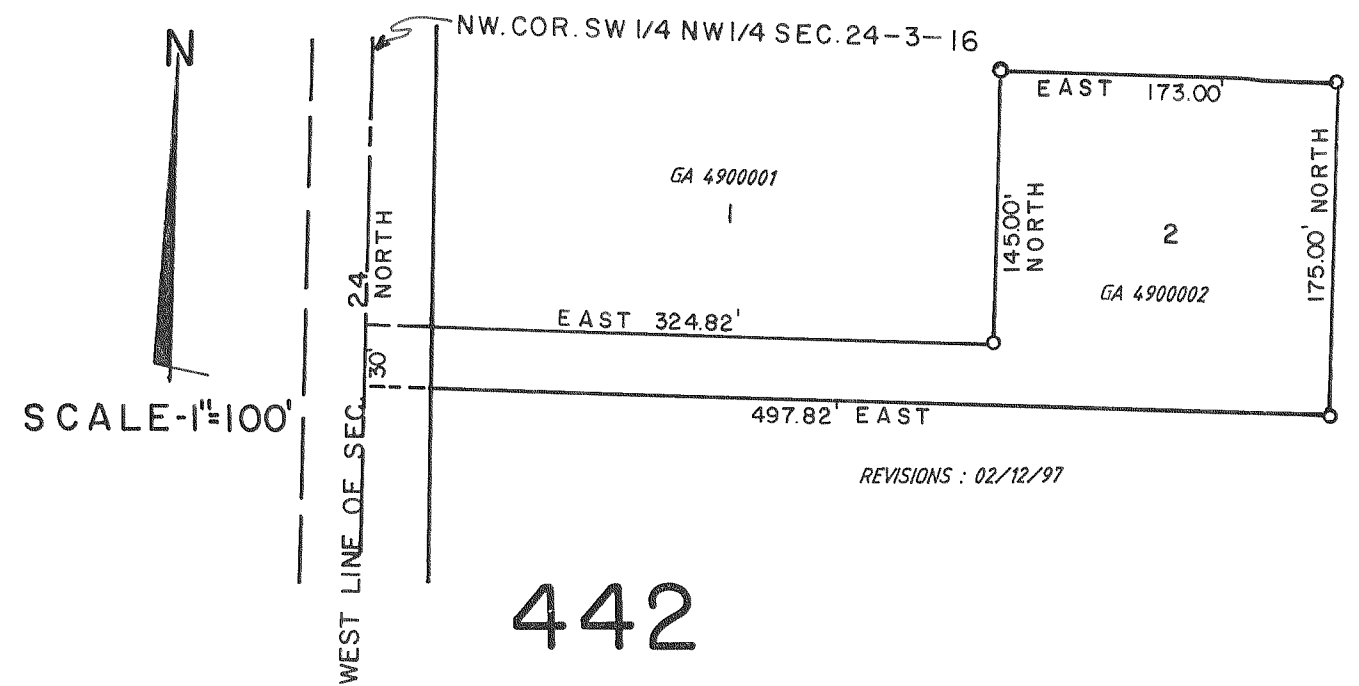 N
NW. COR. SW 1/4 NW 1/4 SEC. 24-3-16
EAST 173.00'
GA 4900001
1
145.00'
NORTH
2
GA 4900002
175.00' NORTH
NORTH
EAST 324.82'
30'
497.82' EAST
SCALE-1"=100'
WEST LINE OF SEC. 24
REVISIONS : 02/12/97
442